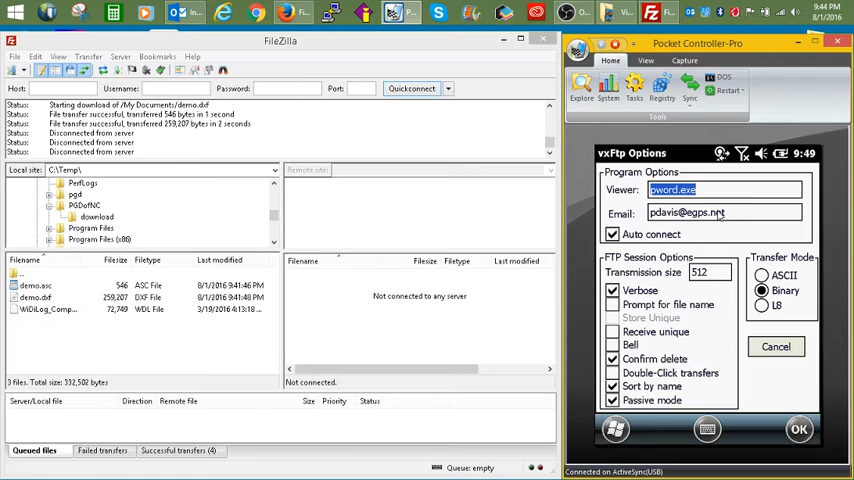 In...
Fi...
P...
O...
Vi...
Fi...
Fi...
9:44 PM
8/1/2016
FileZilla
File Edit View Transfer Server Bookmarks Help
Host: Username: Password: Port: Quickconnect
Status: Starting download of /My Documents/demo.dxf
Status: File transfer successful, transferred 546 bytes in 1 second
Status: File transfer successful, transferred 259,207 bytes in 2 seconds
Status: Disconnected from server
Status: Disconnected from server
Status: Disconnected from server
Local site: C:\Temp\
Remote site:
PerfLogs
pgd
PGDofNC
download
Program Files
Program Files (x86)
Filename Filesize Filetype Last modified
..
demo.asc 546 ASC File 8/1/2016 9:41:46 PM
demo.dxf 259,207 DXF File 8/1/2016 9:41:48 PM
WiDiLog_Comp... 72,749 WDL File 3/19/2016 4:13:18 ...
3 files. Total size: 332,502 bytes
Filename Filesize Filetype Last modified
Not connected to any server
Not connected.
Server/Local file Direction Remote file Size Priority Status
Queued files Failed transfers Successful transfers (4)
Queue: empty
Pocket Controller-Pro
Home View Capture
Explore System Tasks Registry Sync
DOS
Restart
Tools
vxFtp Options 9:49
Program Options
Viewer: pword.exe
Email: pdavis@egps.net
Auto connect
FTP Session Options
Transmission size 512
Verbose
Prompt for file name
Store Unique
Receive unique
Bell
Confirm delete
Double-Click transfers
Sort by name
Passive mode
Transfer Mode
ASCII
Binary
L8
Cancel
OK
Connected on ActiveSync(USB)